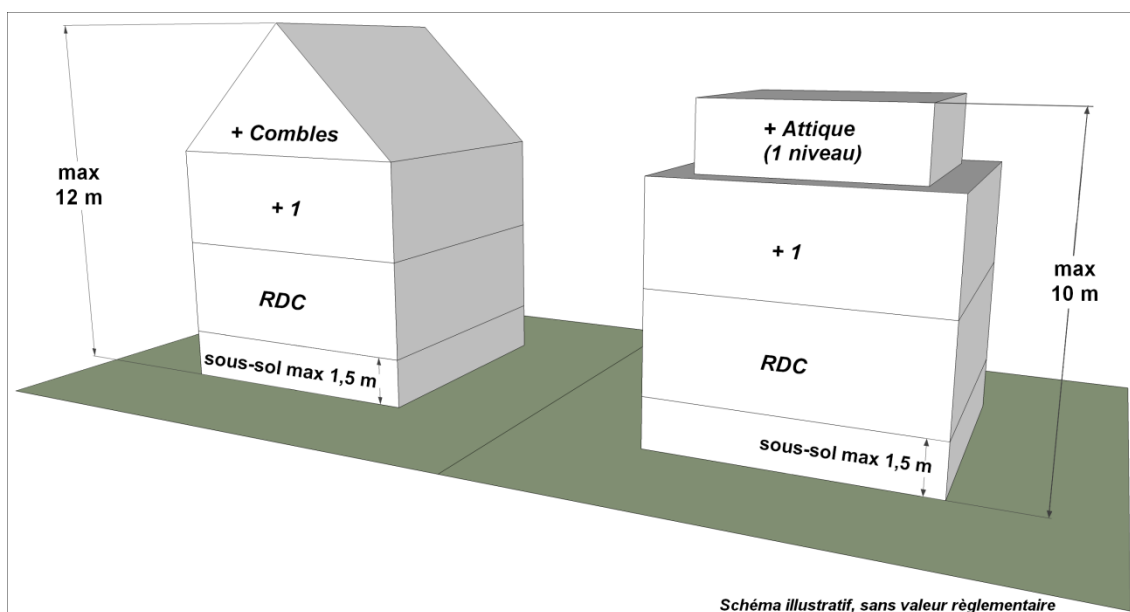 + Combles
max
12 m
+ 1
RDC
sous-sol max 1,5 m
+ Attique
(1 niveau)
+ 1
max
10 m
RDC
sous-sol max 1,5 m
Schéma illustratif, sans valeur règlementaire